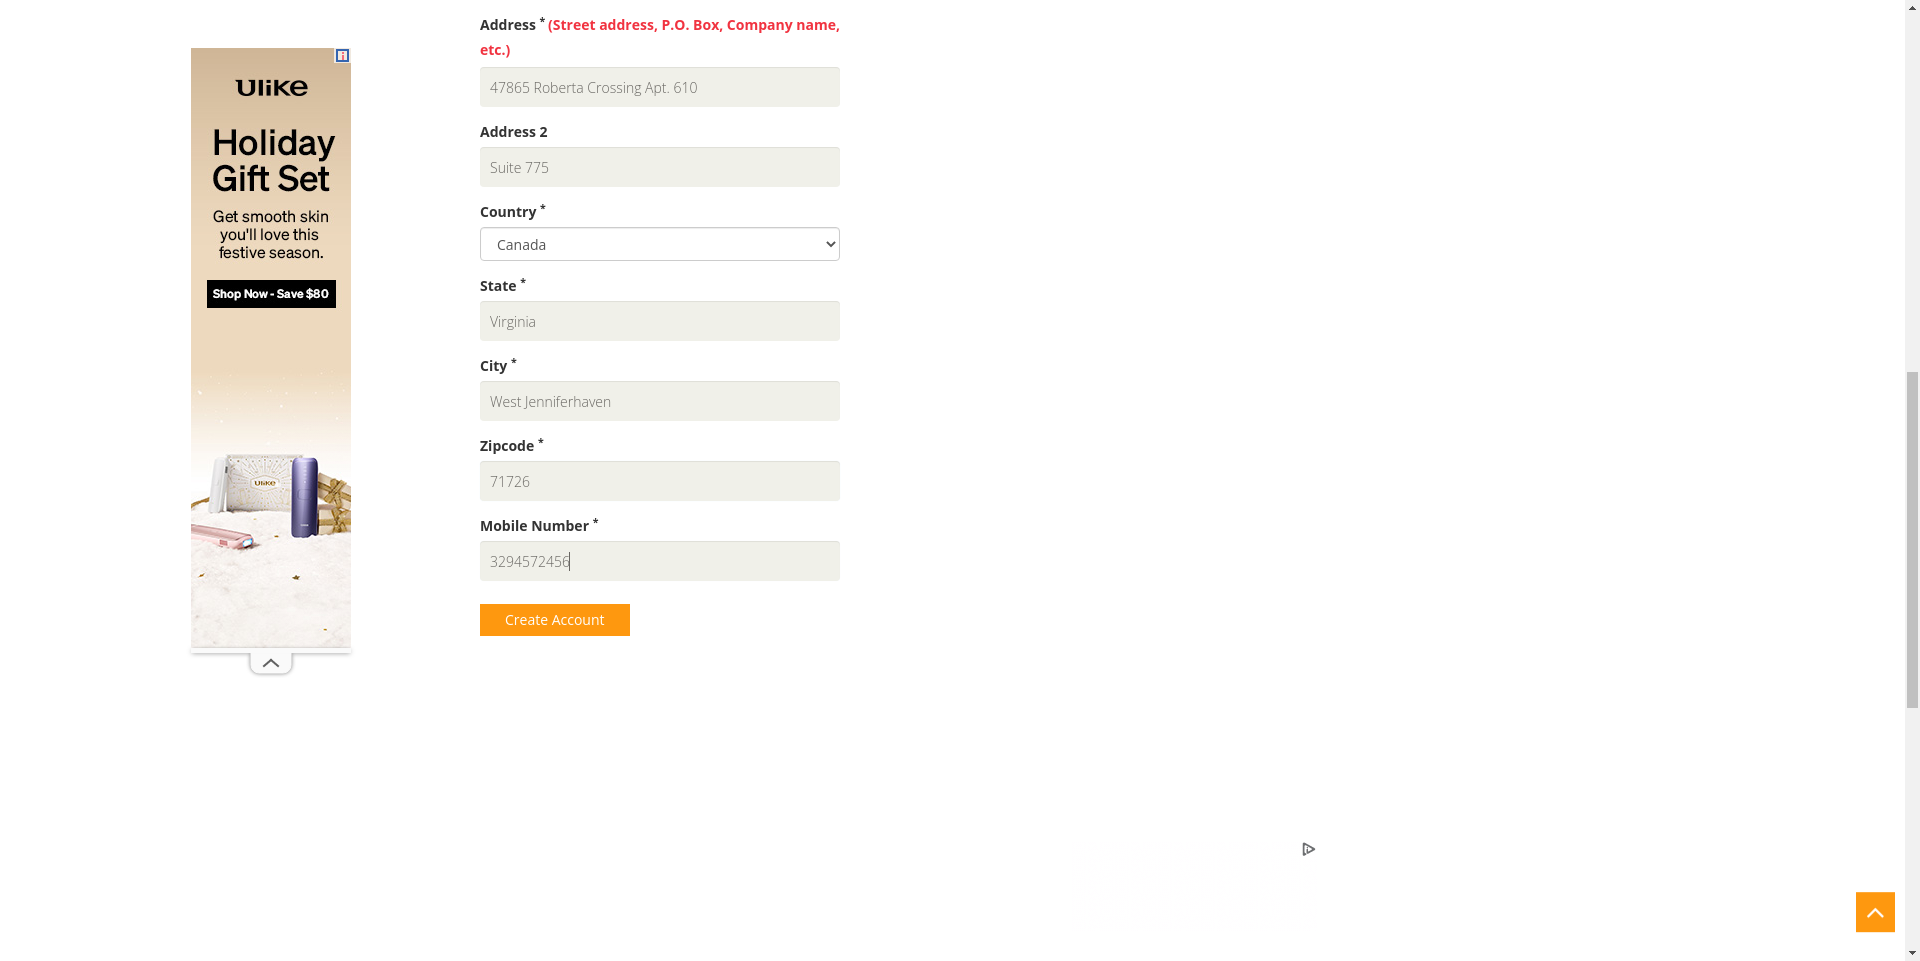 Ulike
Holiday
Gift Set
Get smooth skin
you'll love this
festive season.
Shop Now - Save $80
Ulike
Address * (Street address, P.O. Box, Company name,
etc.)
47865 Roberta Crossing Apt. 610
Address 2
Suite 775
Country *
Canada
State *
Virginia
City *
West Jenniferhaven
Zipcode *
71726
Mobile Number *
3294572456
Create Account